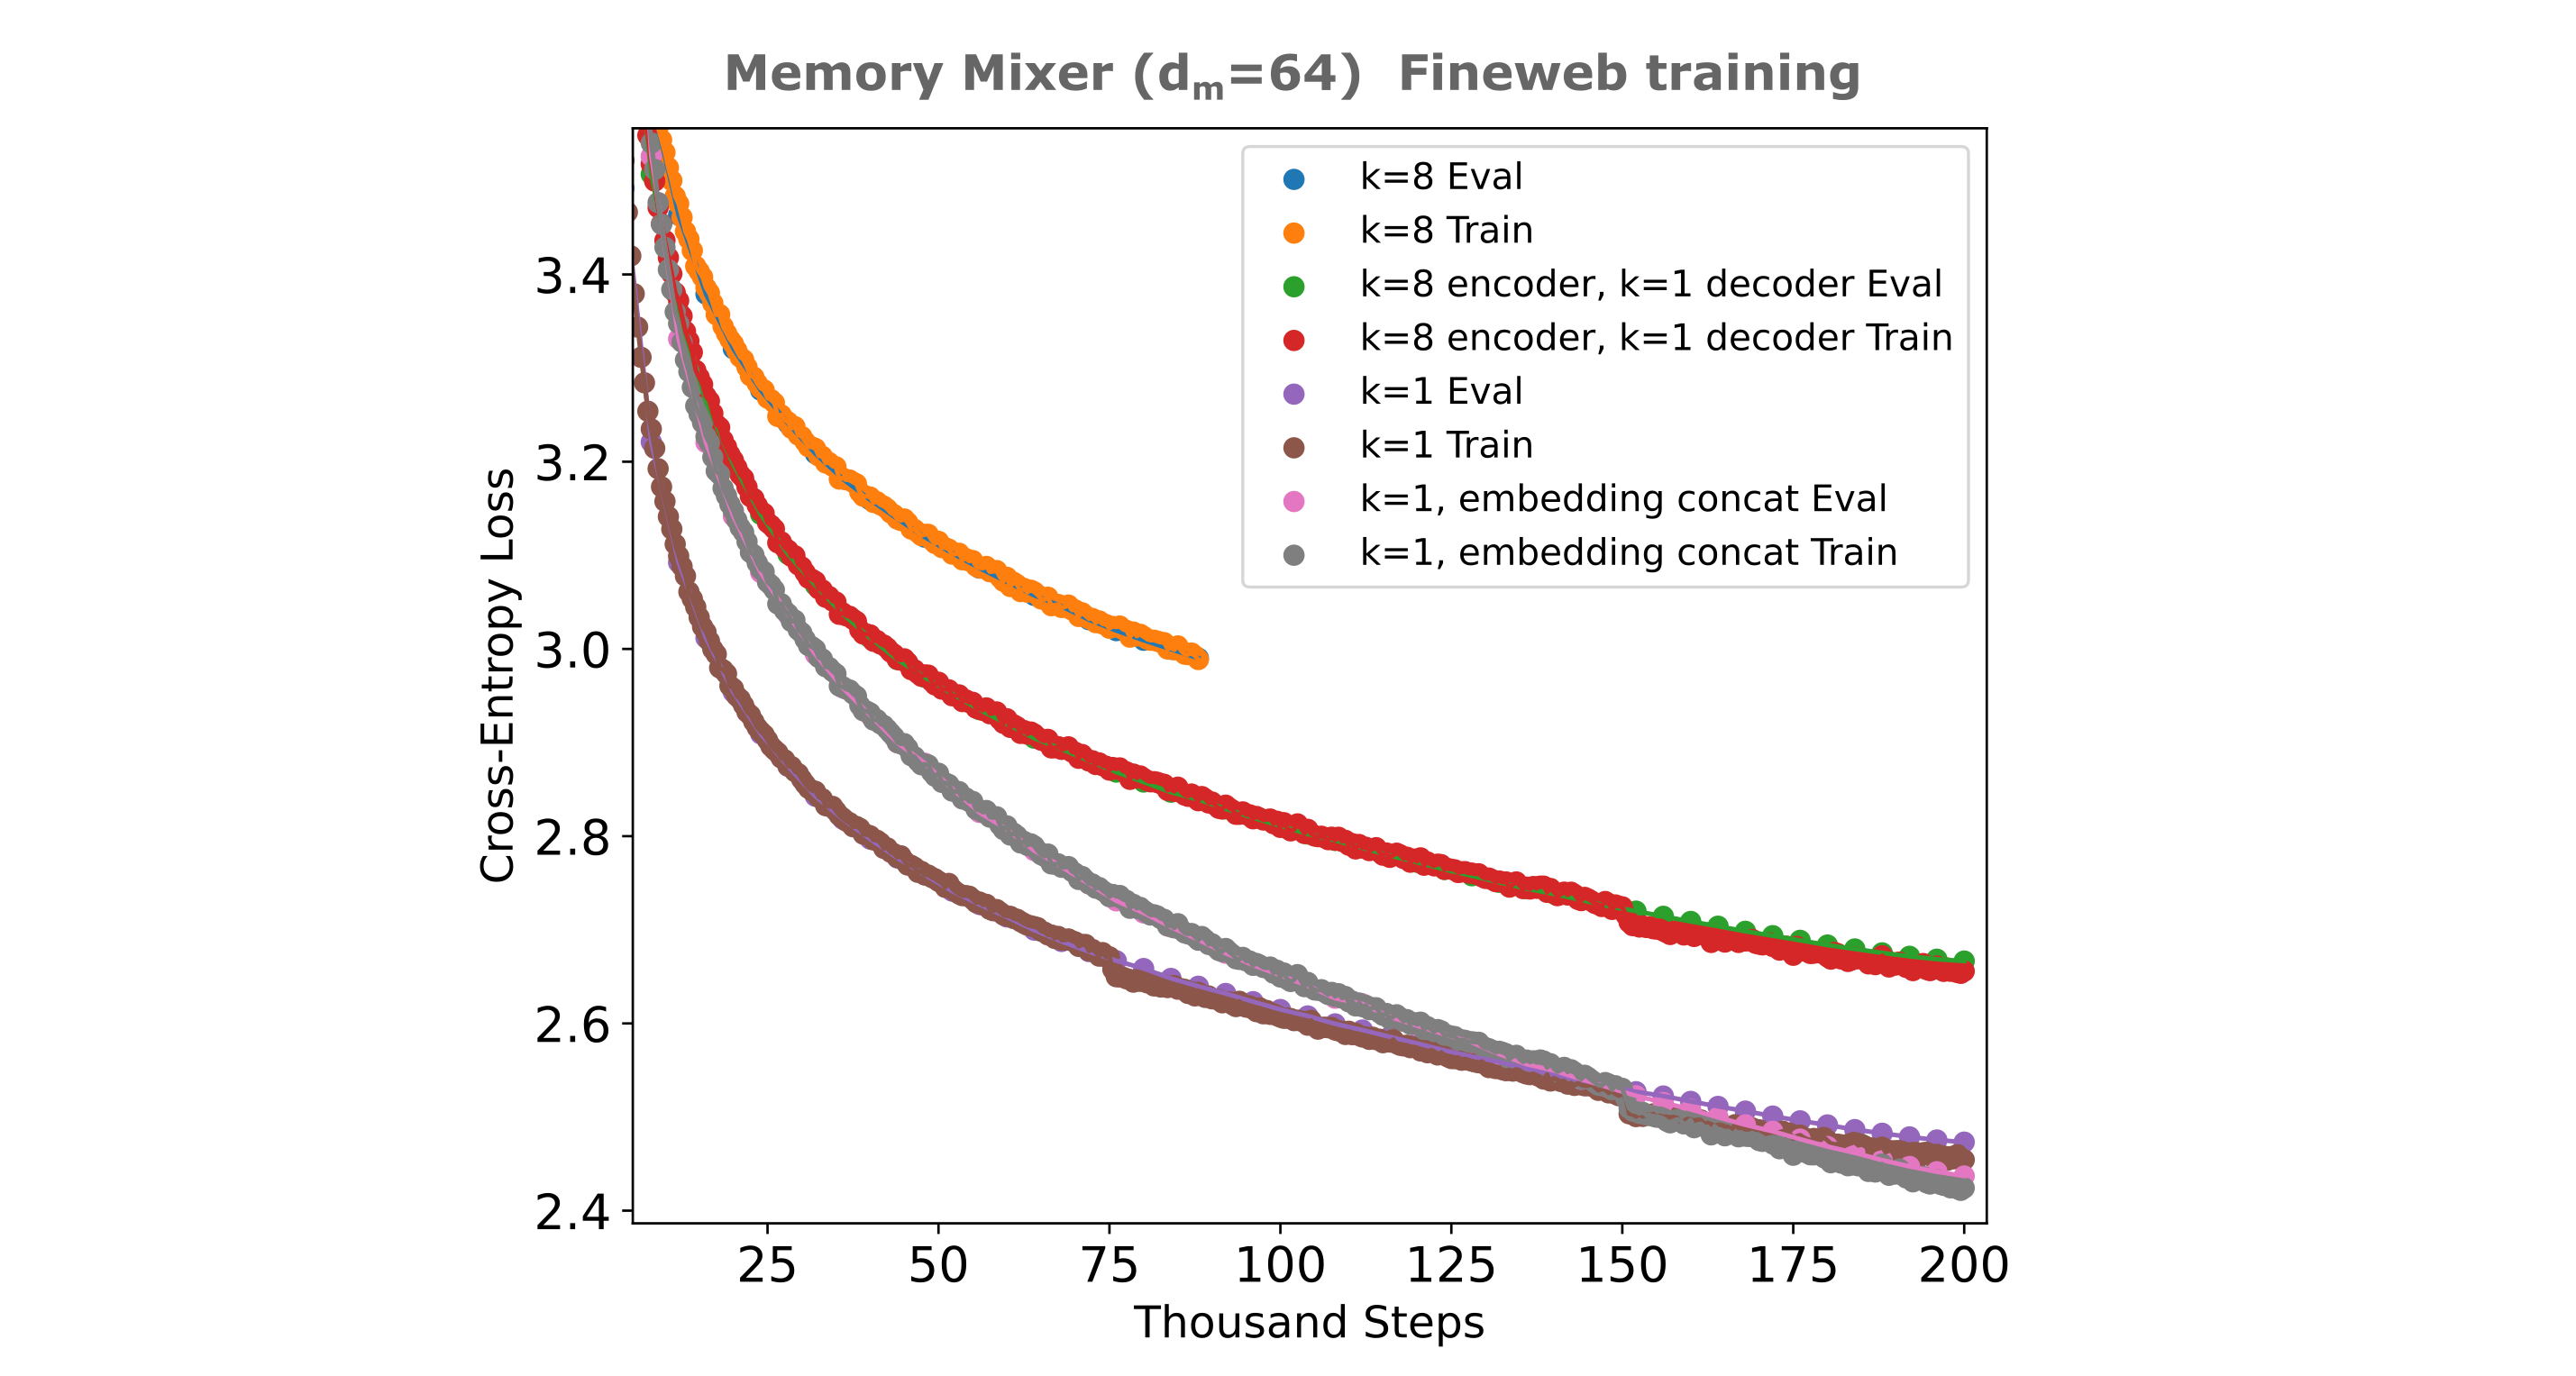 Memory Mixer (dₘ=64) Fineweb training
k=8 Eval
k=8 Train
k=8 encoder, k=1 decoder Eval
k=8 encoder, k=1 decoder Train
k=1 Eval
k=1 Train
k=1, embedding concat Eval
k=1, embedding concat Train
Cross-Entropy Loss
3.4
3.2
3.0
2.8
2.6
2.4
25 50 75 100 125 150 175 200
Thousand Steps